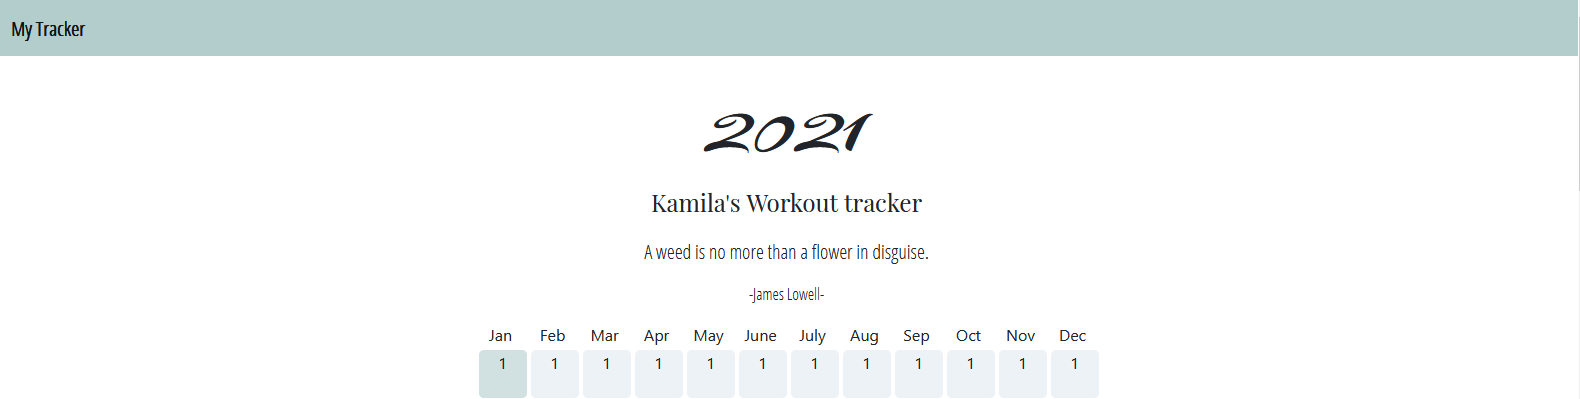 My Tracker
2021
Kamila's Workout tracker
A weed is no more than a flower in disguise.
-James Lowell-
Jan Feb Mar Apr May June July Aug Sep Oct Nov Dec
1 1 1 1 1 1 1 1 1 1 1 1